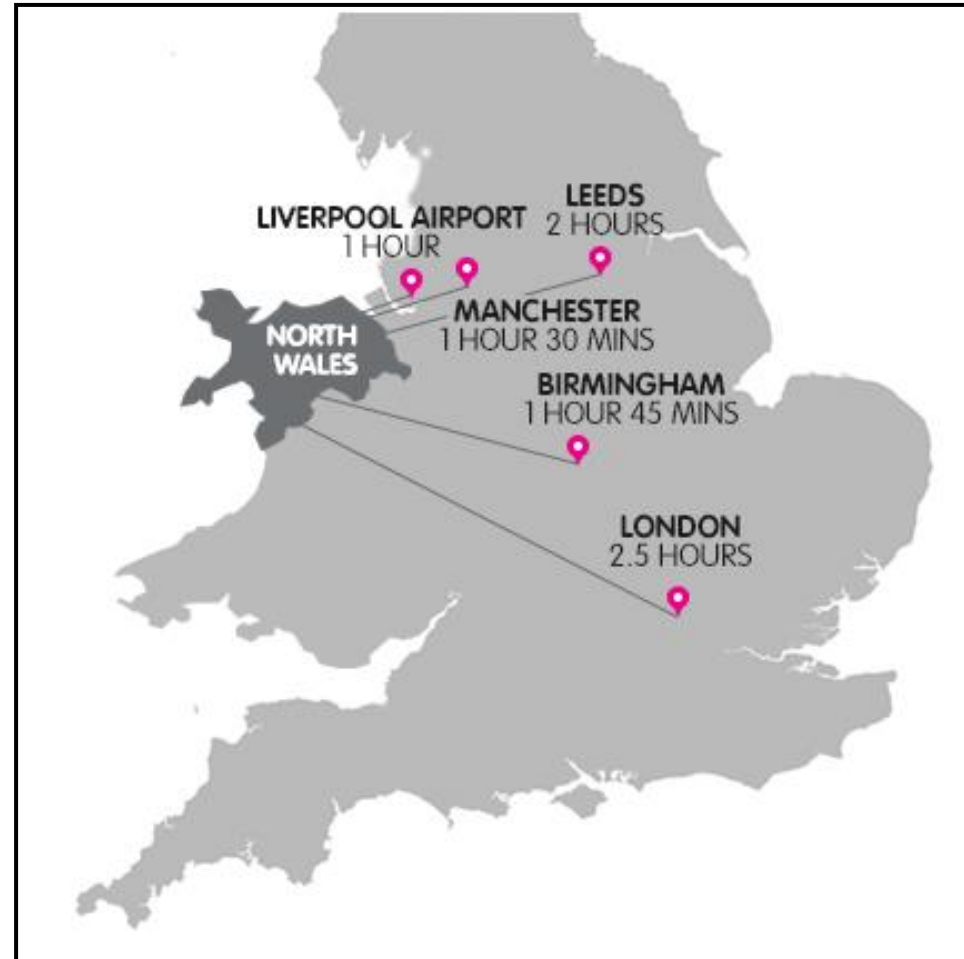 LEEDS
2 HOURS
LIVERPOOL AIRPORT
1 HOUR
MANCHESTER
1 HOUR 30 MINS
NORTH
WALES
BIRMINGHAM
1 HOUR 45 MINS
LONDON
2.5 HOURS